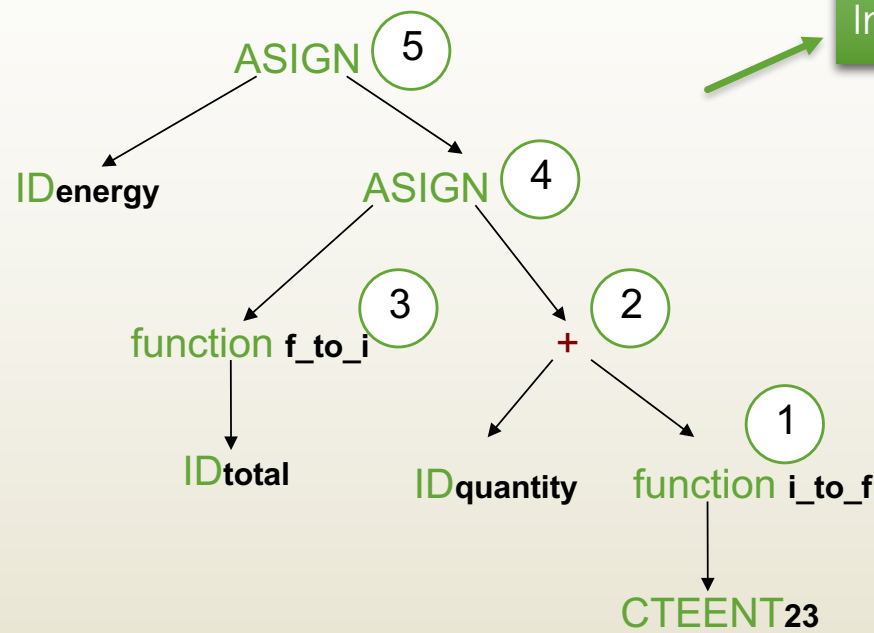 ASIGN 5
IDenergy
ASIGN 4
function f_to_i 3
+ 2
IDtotal
IDquantity
function i_to_f 1
CTEENT23